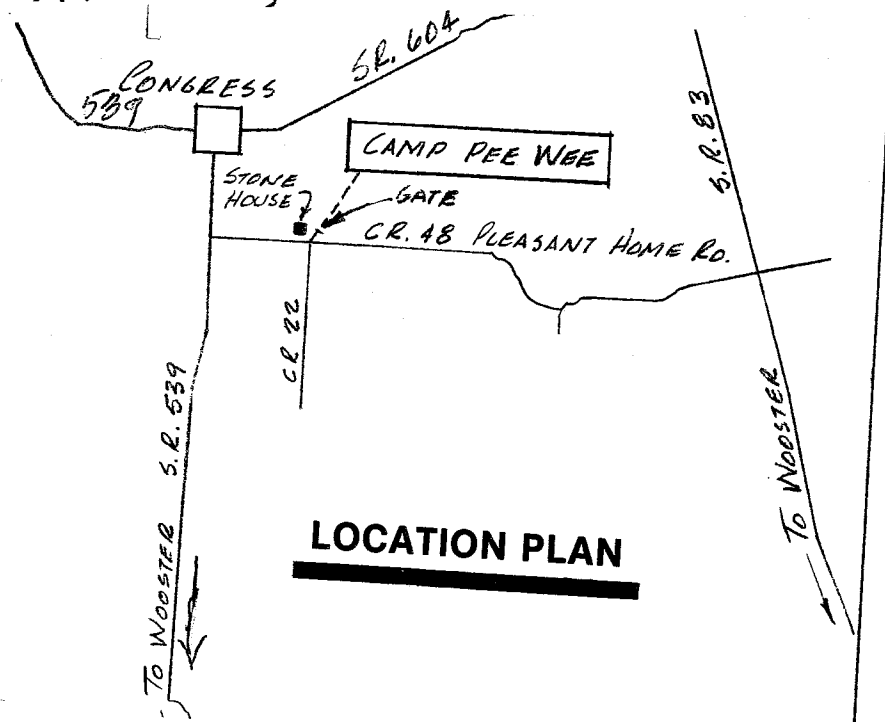 SR. 604
CONGRESS
539
CAMP PEE WEE
S.R. 83
STONE
HOUSE
GATE
CR. 48 PLEASANT HOME RD.
CR 22
TO WOOSTER S.R. 539
TO WOOSTER
LOCATION PLAN